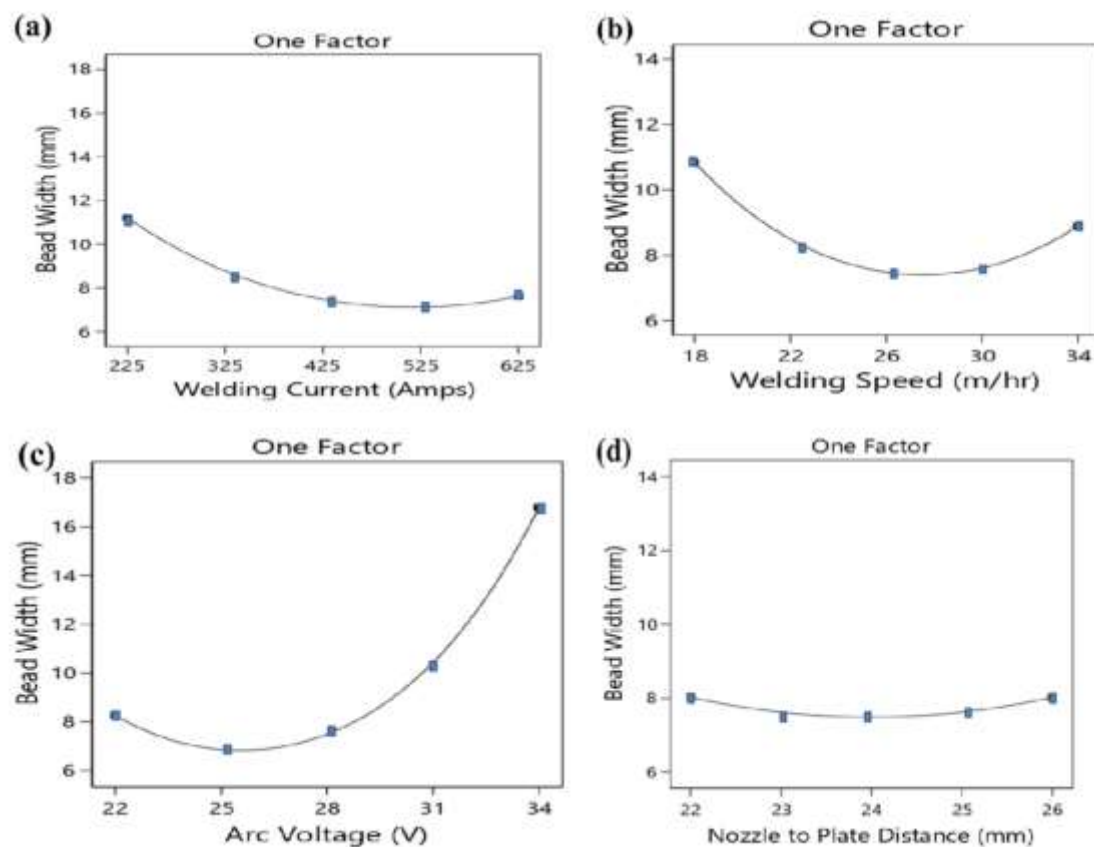 (a)
One Factor
Bead Width (mm)
18
16
14
12
10
8
6
225 325 425 525 625
Welding Current (Amps)
(b)
One Factor
Bead Width (mm)
14
12
10
8
6
18 22 26 30 34
Welding Speed (m/hr)
(c)
One Factor
Bead Width (mm)
18
16
14
12
10
8
6
22 25 28 31 34
Arc Voltage (V)
(d)
One Factor
Bead Width (mm)
14
12
10
8
6
22 23 24 25 26
Nozzle to Plate Distance (mm)